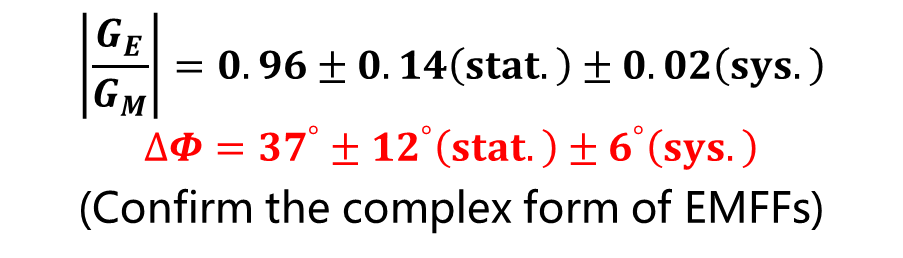 |G_E/G_M| = 0.96 ± 0.14(stat.) ± 0.02(sys.)
ΔΦ = 37° ± 12°(stat.) ± 6°(sys.)
(Confirm the complex form of EMFFs)